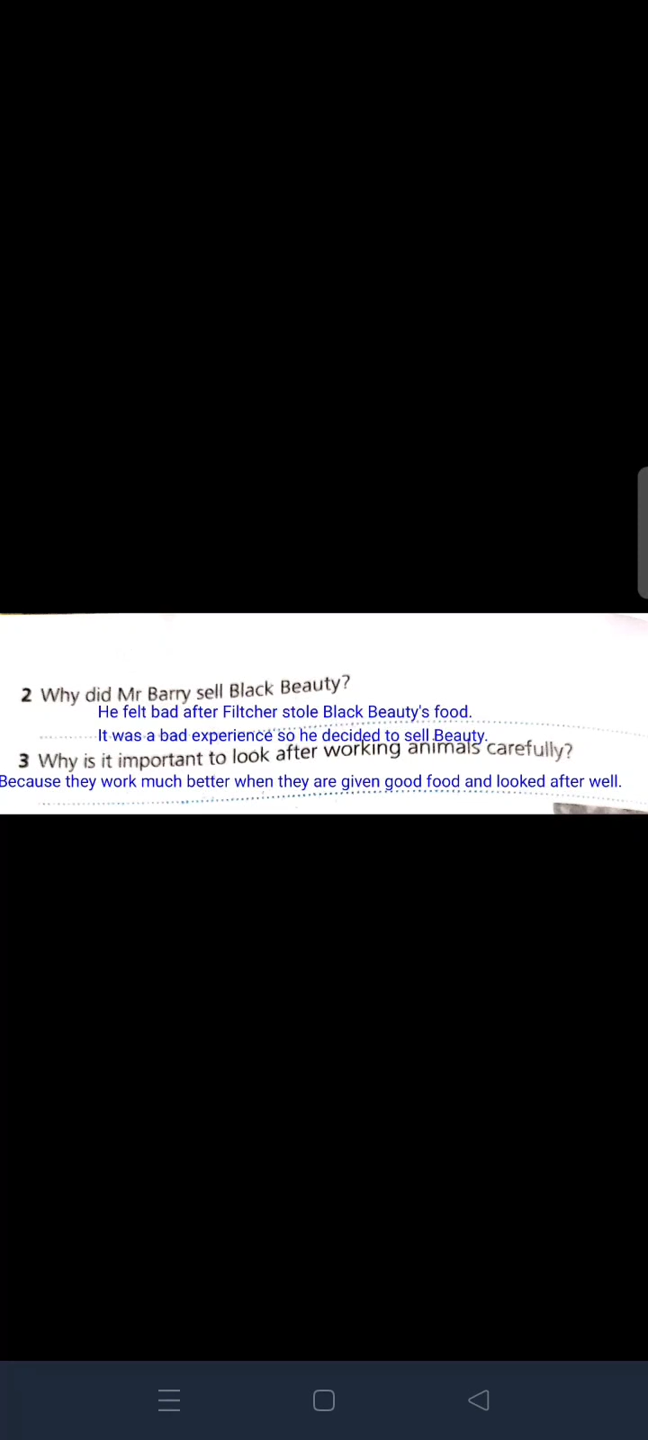 2 Why did Mr Barry sell Black Beauty?
He felt bad after Filtcher stole Black Beauty's food.
It was a bad experience so he decided to sell Beauty.
3 Why is it important to look after working animals carefully?
Because they work much better when they are given good food and looked after well.